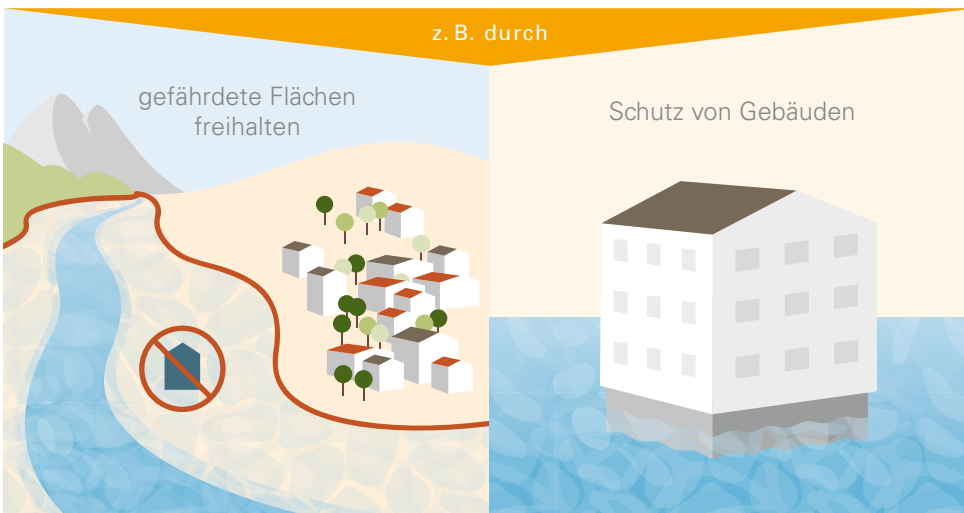 z. B. durch
gefährdete Flächen
freihalten
Schutz von Gebäuden